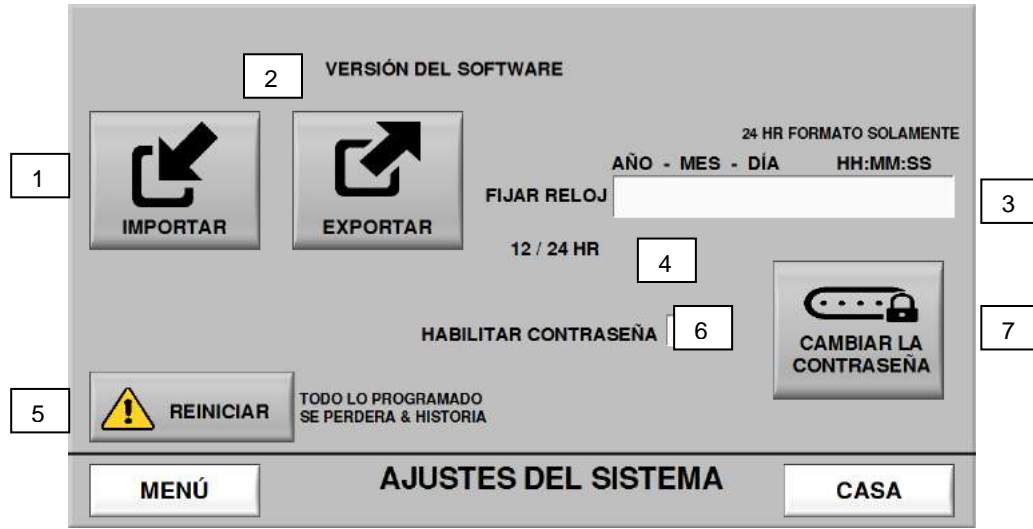 2
VERSIÓN DEL SOFTWARE
24 HR FORMATO SOLAMENTE
AÑO - MES - DÍA HH:MM:SS
1
IMPORTAR
EXPORTAR
FIJAR RELOJ
3
12 / 24 HR
4
HABILITAR CONTRASEÑA
6
CAMBIAR LA
CONTRASEÑA
7
5
REINICIAR
TODO LO PROGRAMADO
SE PERDERA & HISTORIA
MENÚ
AJUSTES DEL SISTEMA
CASA